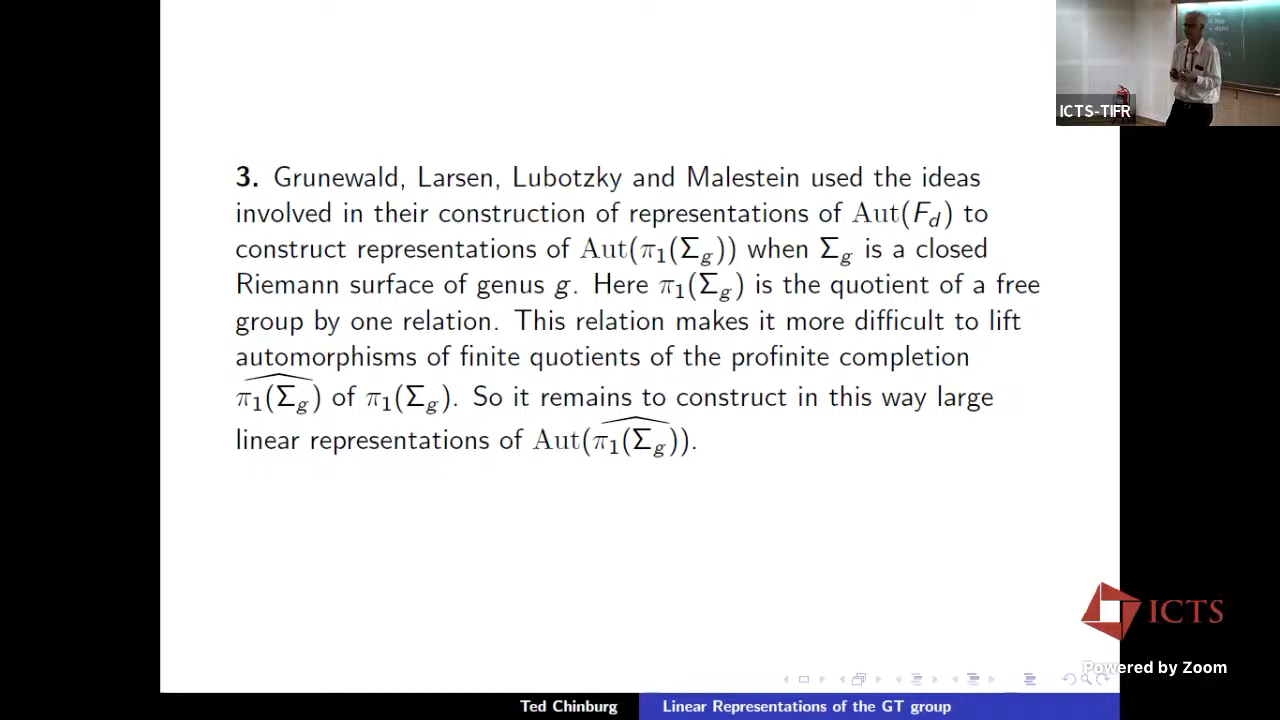 ICTS-TIFR
3. Grunewald, Larsen, Lubotzky and Malestein used the ideas
involved in their construction of representations of Aut(F_d) to
construct representations of Aut(π₁(Σ_g)) when Σ_g is a closed
Riemann surface of genus g. Here π₁(Σ_g) is the quotient of a free
group by one relation. This relation makes it more difficult to lift
automorphisms of finite quotients of the profinite completion
\widehat{π₁(Σ_g)} of π₁(Σ_g). So it remains to construct in this way large
linear representations of Aut(\widehat{π₁(Σ_g)}).
ICTS
Powered by Zoom
Ted Chinburg Linear Representations of the GT group